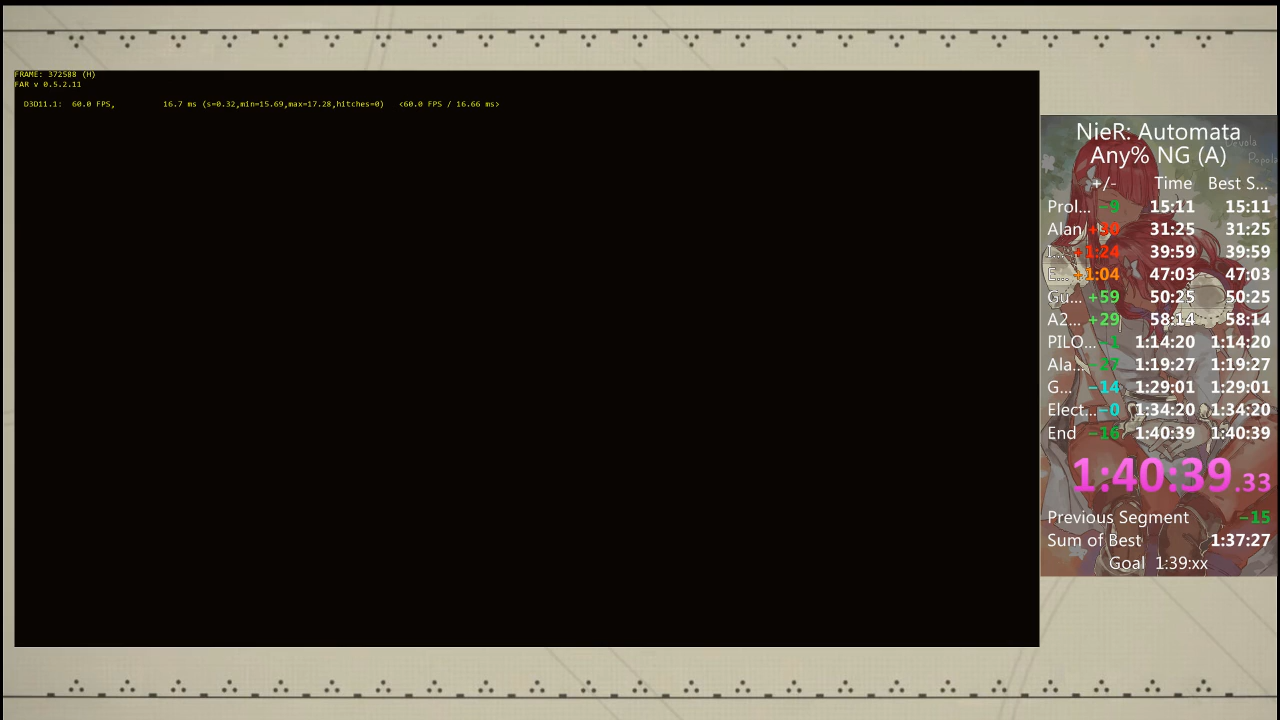 FRAME: 372588 (H)
FAR v 0.5.2.11
D3D11.1: 60.0 FPS, 16.7 ms (s=0.32,min=15.69,max=17.28,hitches=0) <60.0 FPS / 16.66 ms>
NieR: Automata
Any% NG (A)
Devola
Popola
+/- Time Best S...
Prol... −9 15:11 15:11
Alan +30 31:25 31:25
I... +1:24 39:59 39:59
E... +1:04 47:03 47:03
Gu... +59 50:25 50:25
A2... +29 58:14 58:14
PILO... −1 1:14:20 1:14:20
Ala... −27 1:19:27 1:19:27
G... −14 1:29:01 1:29:01
Elect... −0 1:34:20 1:34:20
End −16 1:40:39 1:40:39
1:40:39.33
Previous Segment −15
Sum of Best 1:37:27
Goal 1:39:xx